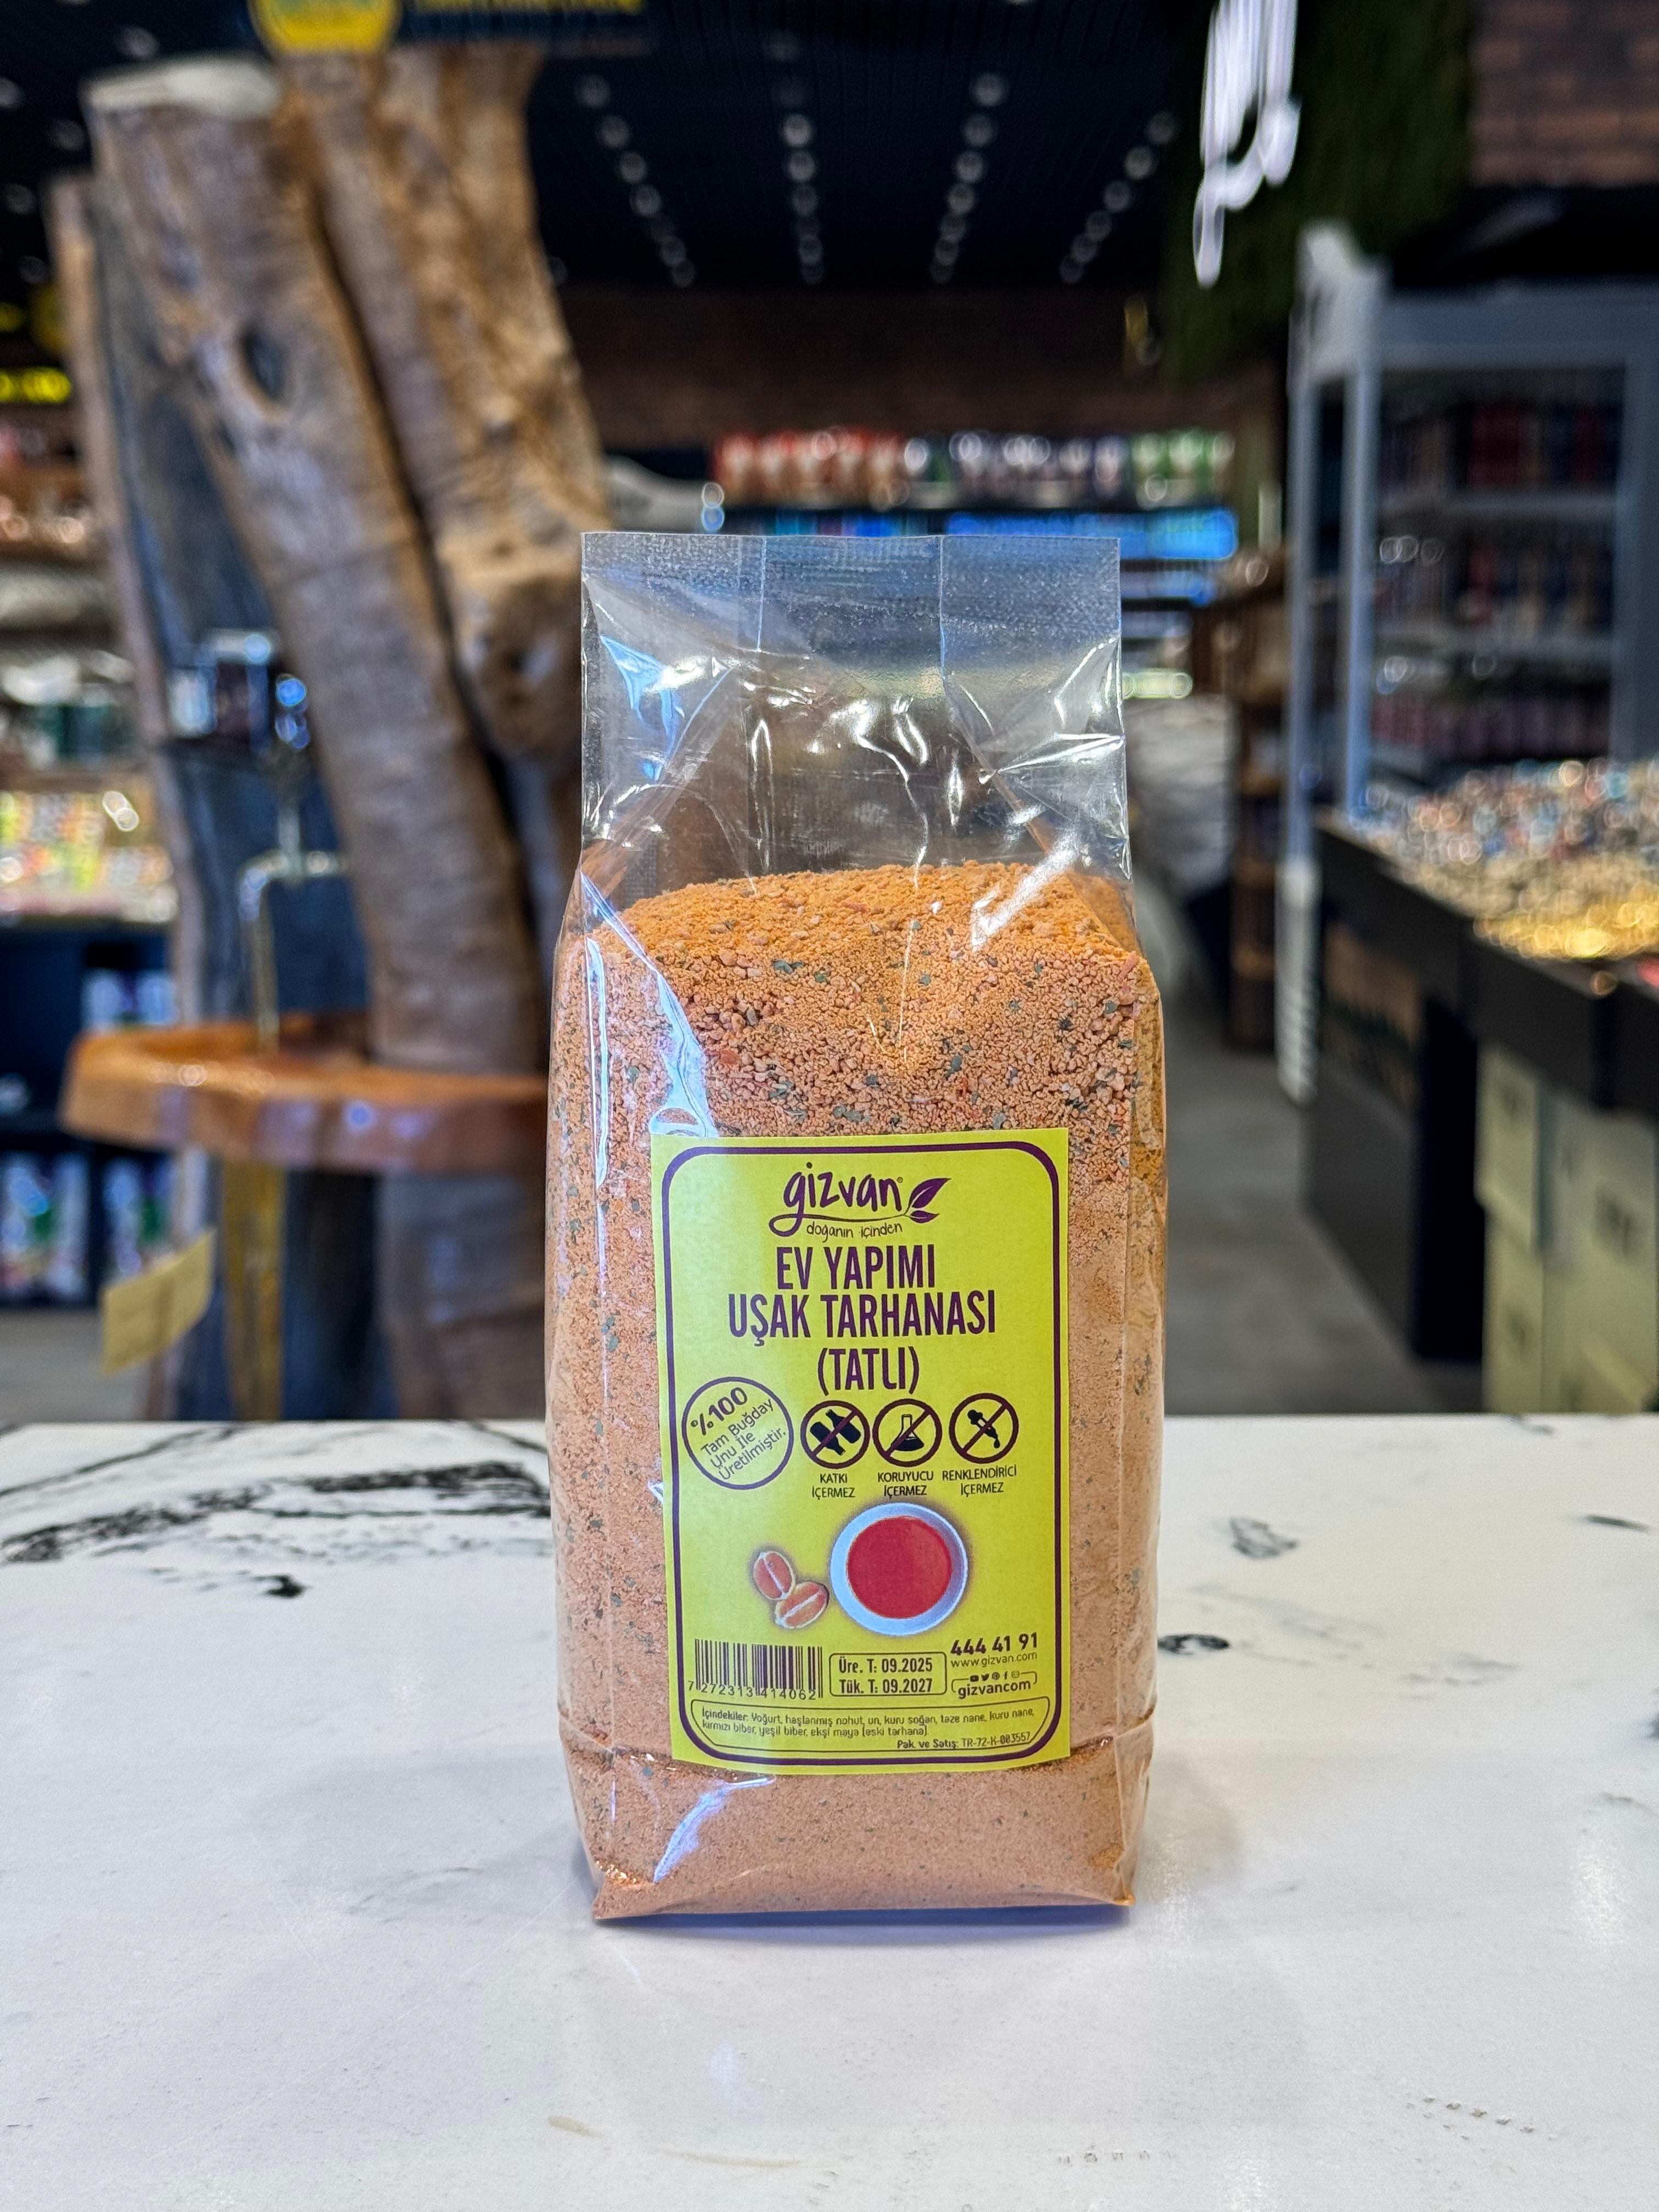 gizvan
doğanın içinden
EV YAPIMI
UŞAK TARHANASI
(TATLI)
%100
Tam Buğday
Unu İle
Üretilmiştir.
KATKI
İÇERMEZ
KORUYUCU
İÇERMEZ
RENKLENDİRİCİ
İÇERMEZ
7 272313 414062
Üre. T: 09.2025
Tük. T: 09.2027
444 41 91
www.gizvan.com
gizvancom
İçindekiler: Yoğurt, haşlanmış nohut, un, kuru soğan, taze nane, kuru nane,
kırmızı biber, yeşil biber, ekşi maya (eski tarhana).
Pak. ve Satış: TR-72-K-003557